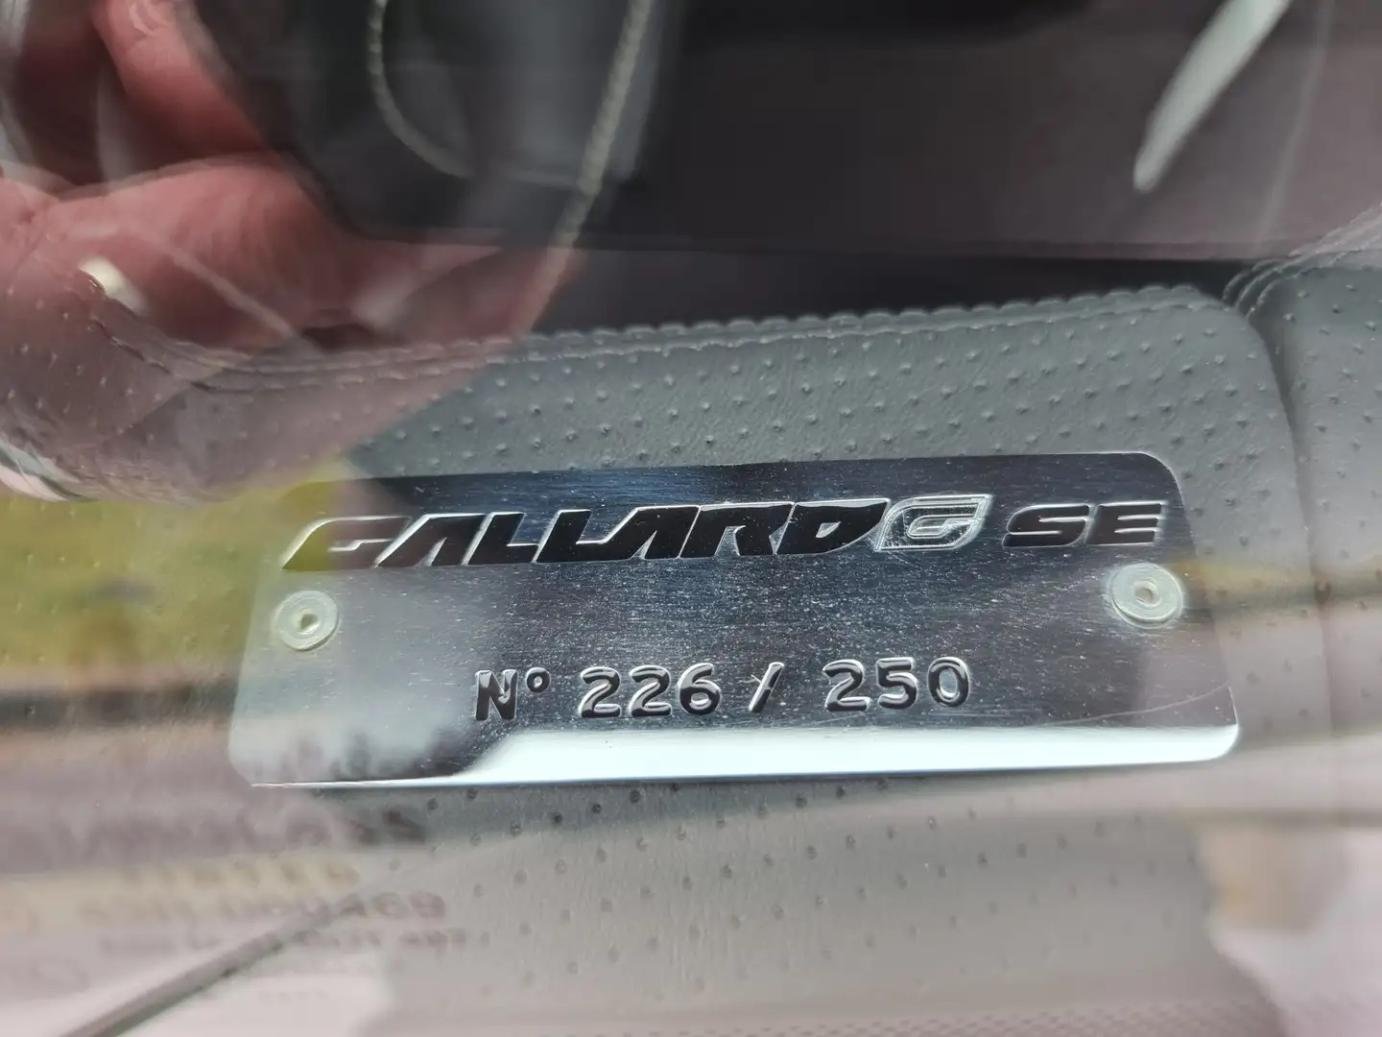 GALLARDO SE
N° 226 / 250